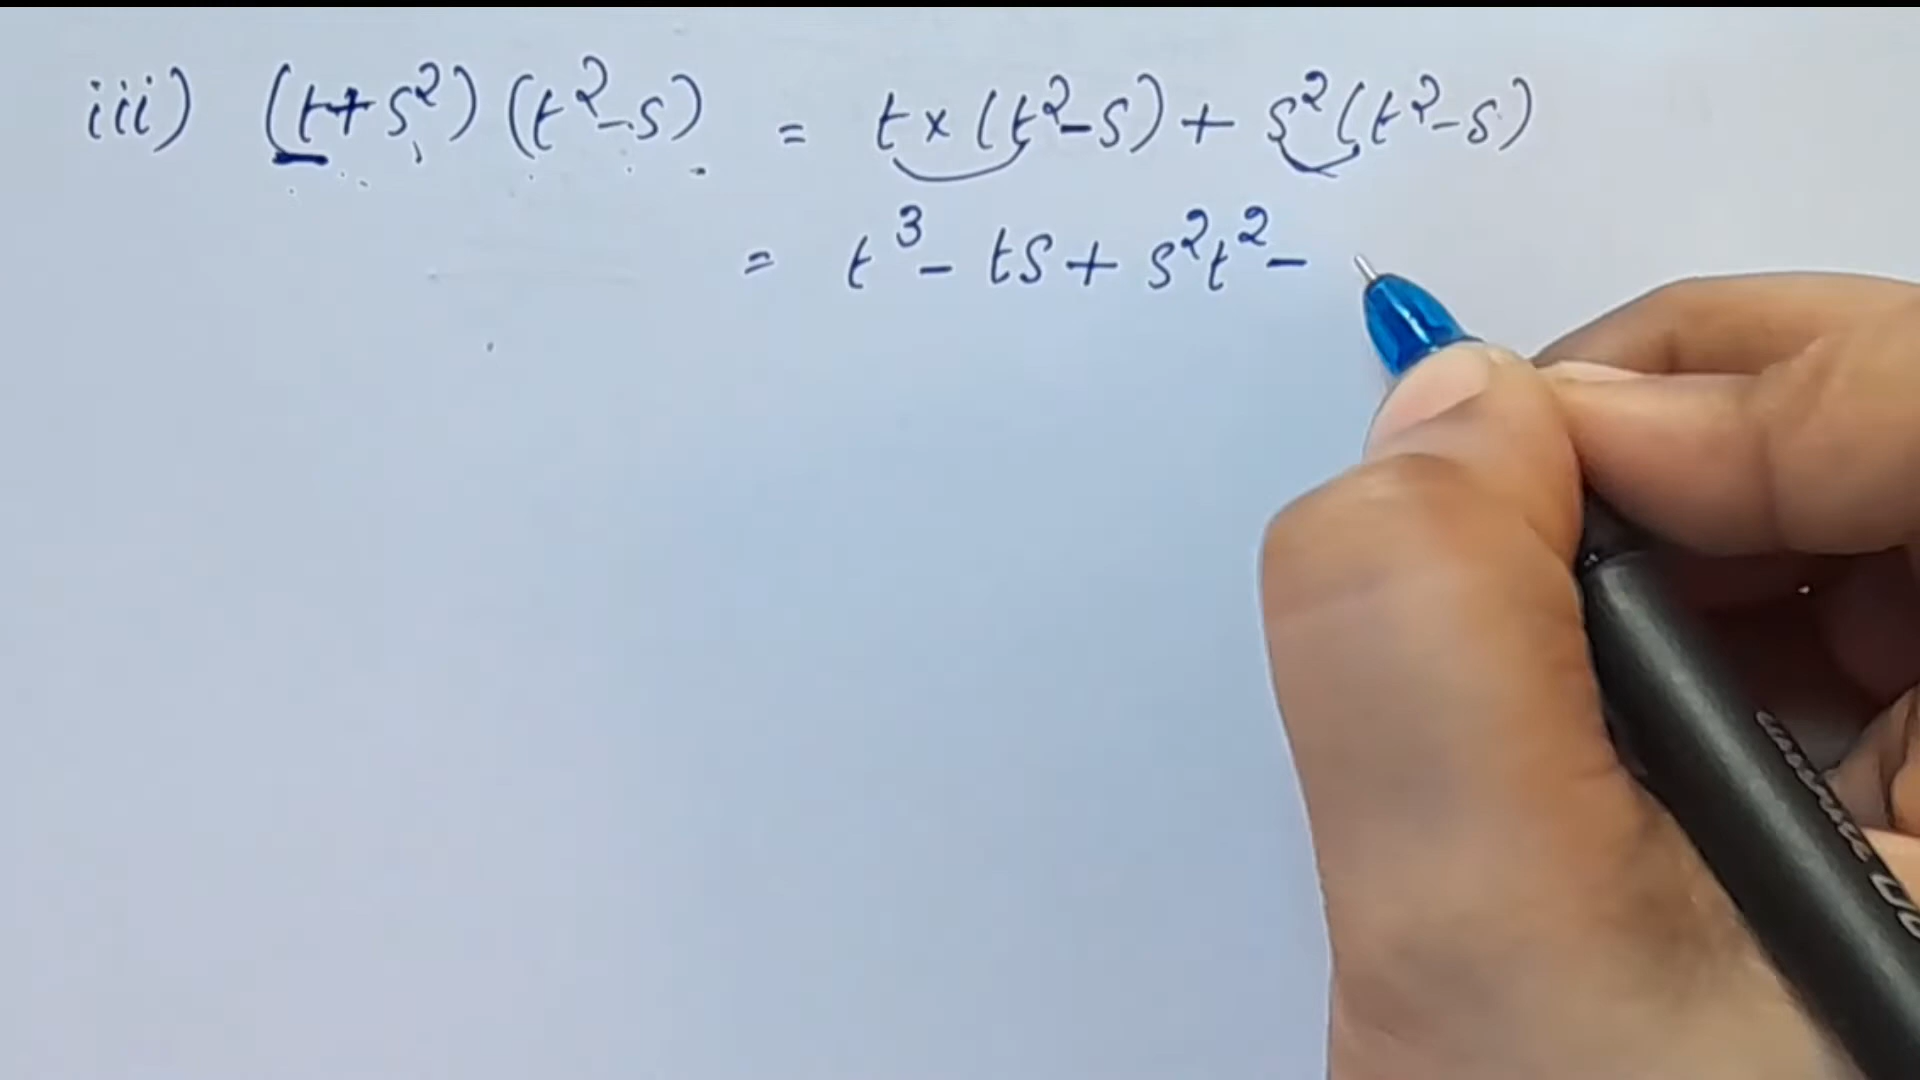 iii) (t+s²)(t²-s) = t×(t²-s)+s²(t²-s)
= t³-ts+s²t²-